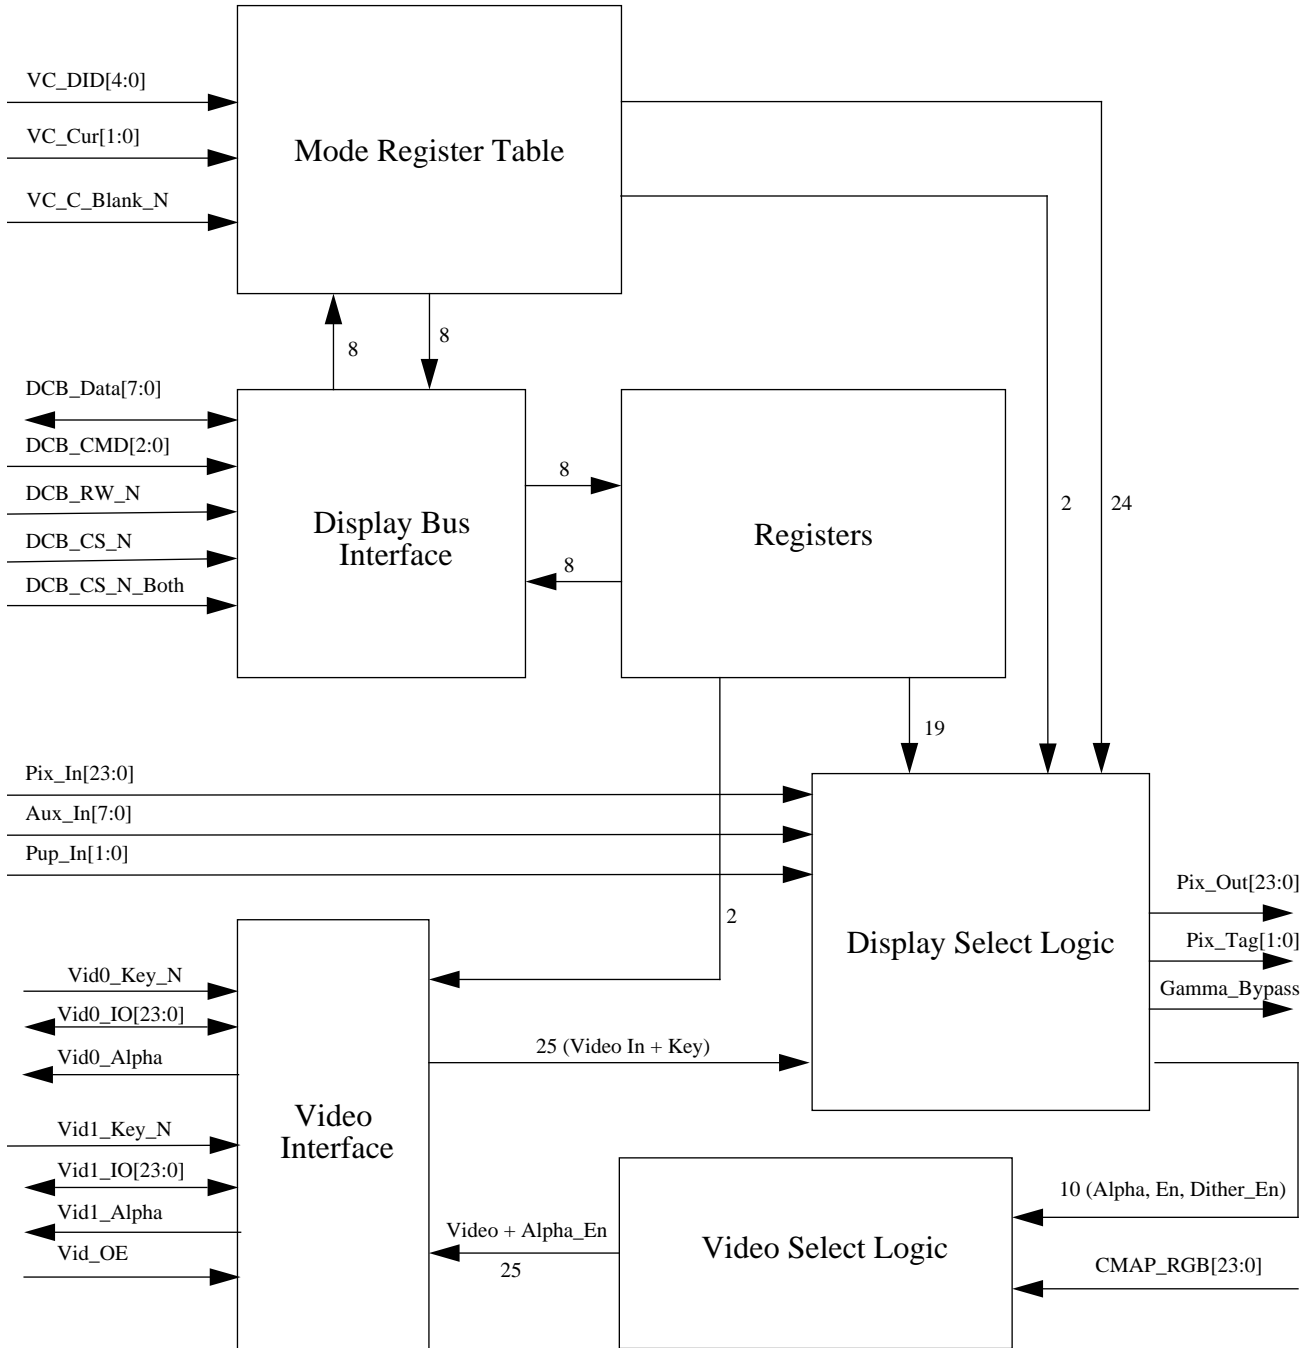 VC_DID[4:0]
VC_Cur[1:0]
Mode Register Table
VC_C_Blank_N
8
8
DCB_Data[7:0]
DCB_CMD[2:0]
DCB_RW_N
DCB_CS_N
DCB_CS_N_Both
Display Bus
Interface
8
8
Registers
2
24
19
Pix_In[23:0]
Aux_In[7:0]
Pup_In[1:0]
2
Display Select Logic
Pix_Out[23:0]
Pix_Tag[1:0]
Gamma_Bypass
Vid0_Key_N
Vid0_IO[23:0]
Vid0_Alpha
25 (Video In + Key)
Video
Interface
Vid1_Key_N
Vid1_IO[23:0]
Vid1_Alpha
Vid_OE
Video + Alpha_En
25
Video Select Logic
10 (Alpha, En, Dither_En)
CMAP_RGB[23:0]